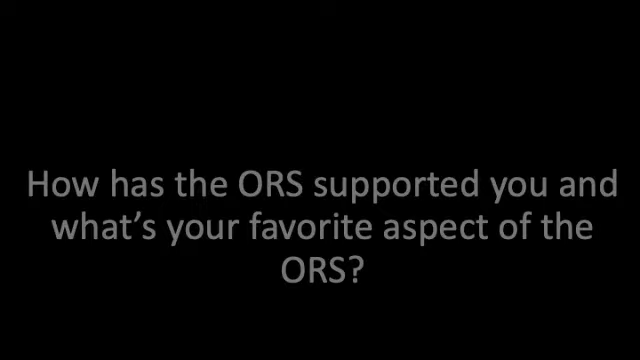 How has the ORS supported you and
what’s your favorite aspect of the
ORS?